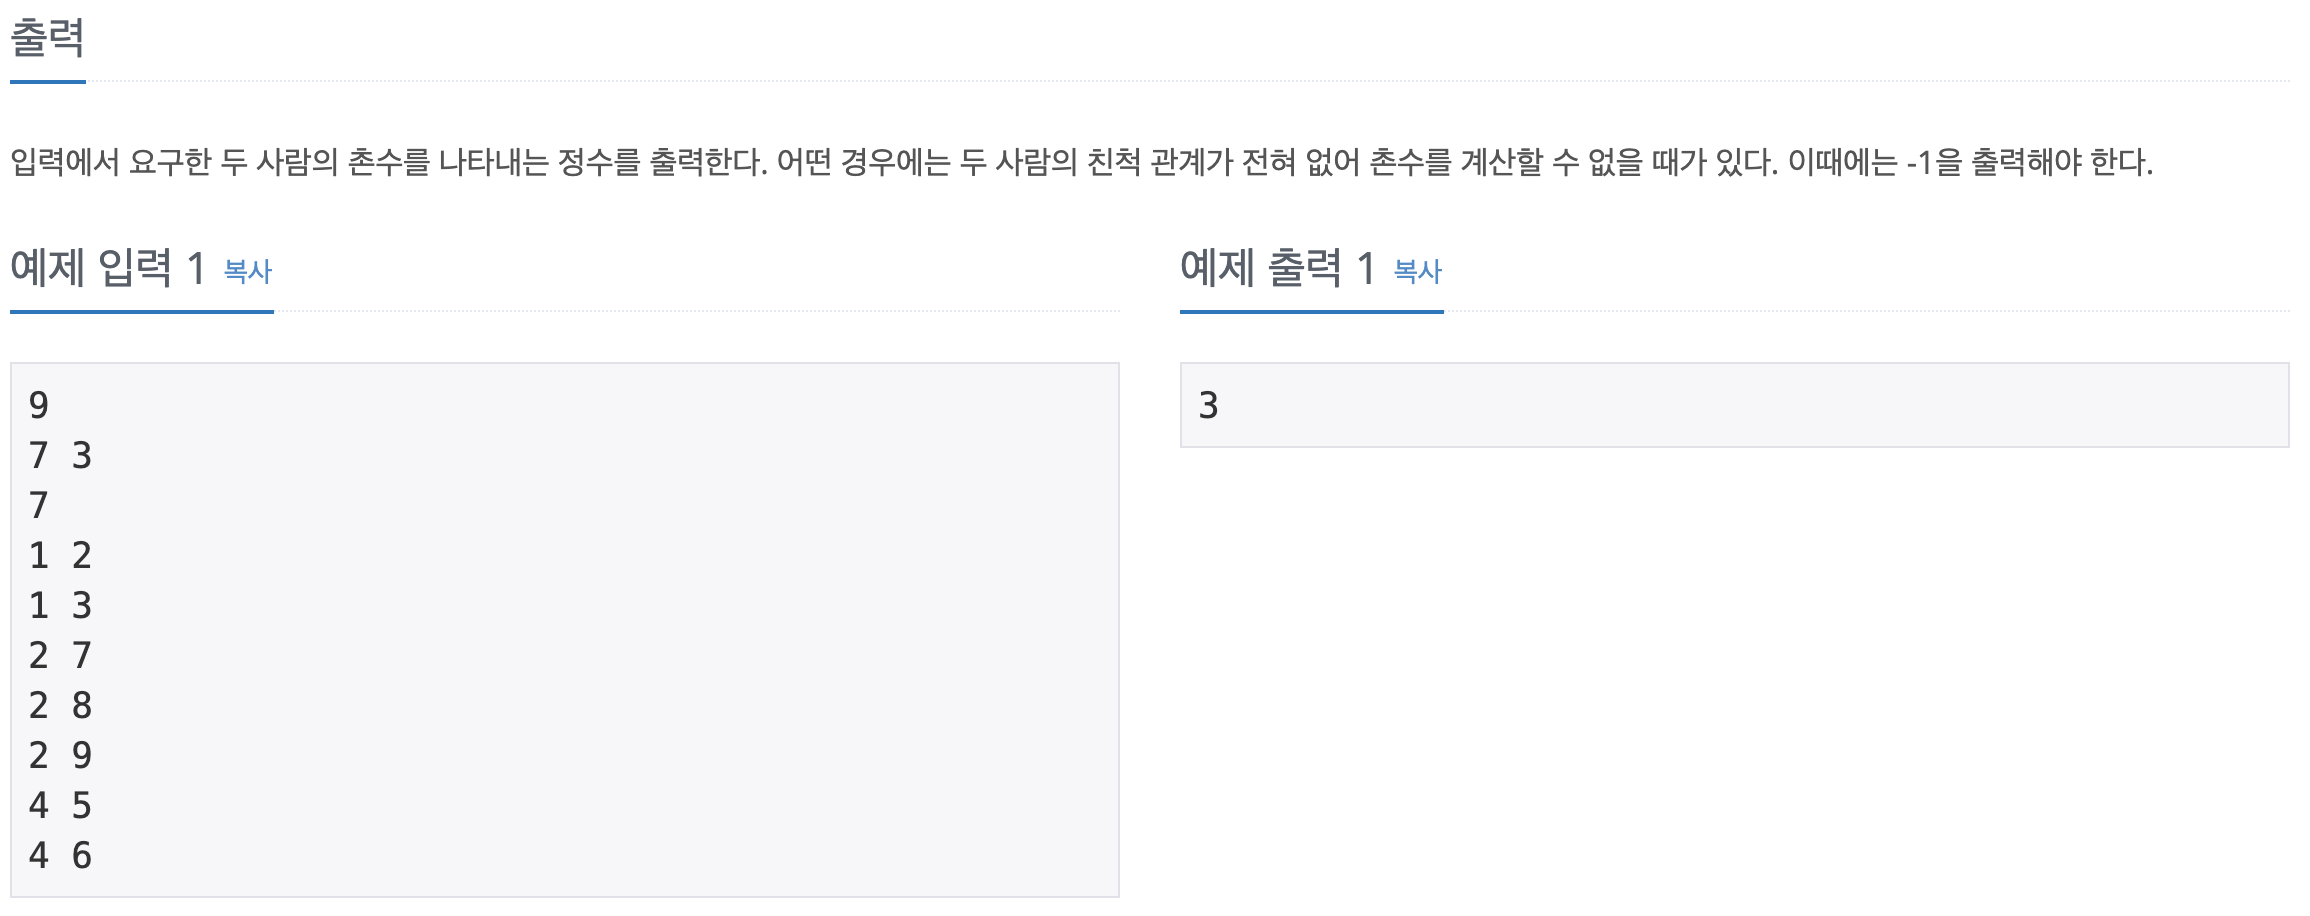 출력
입력에서 요구한 두 사람의 촌수를 나타내는 정수를 출력한다. 어떤 경우에는 두 사람의 친척 관계가 전혀 없어 촌수를 계산할 수 없을 때가 있다. 이때에는 -1을 출력해야 한다.
예제 입력 1 복사
9
7 3
7
1 2
1 3
2 7
2 8
2 9
4 5
4 6
예제 출력 1 복사
3